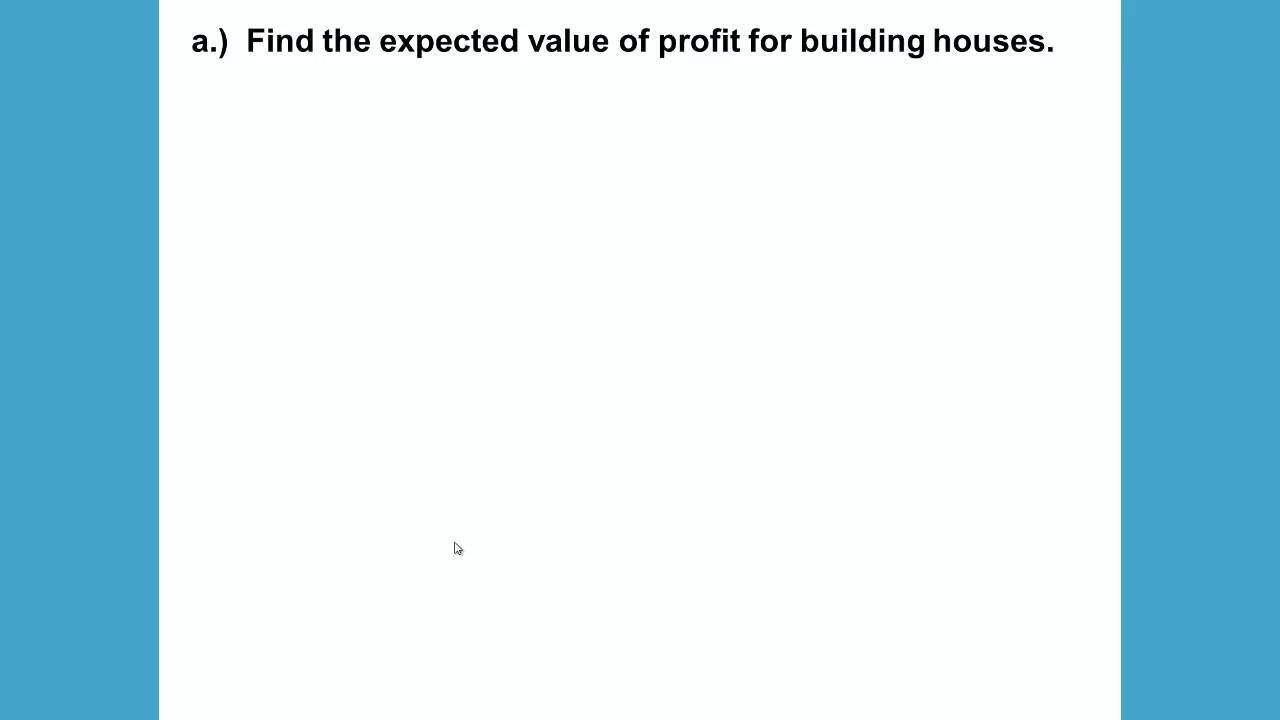 a.) Find the expected value of profit for building houses.